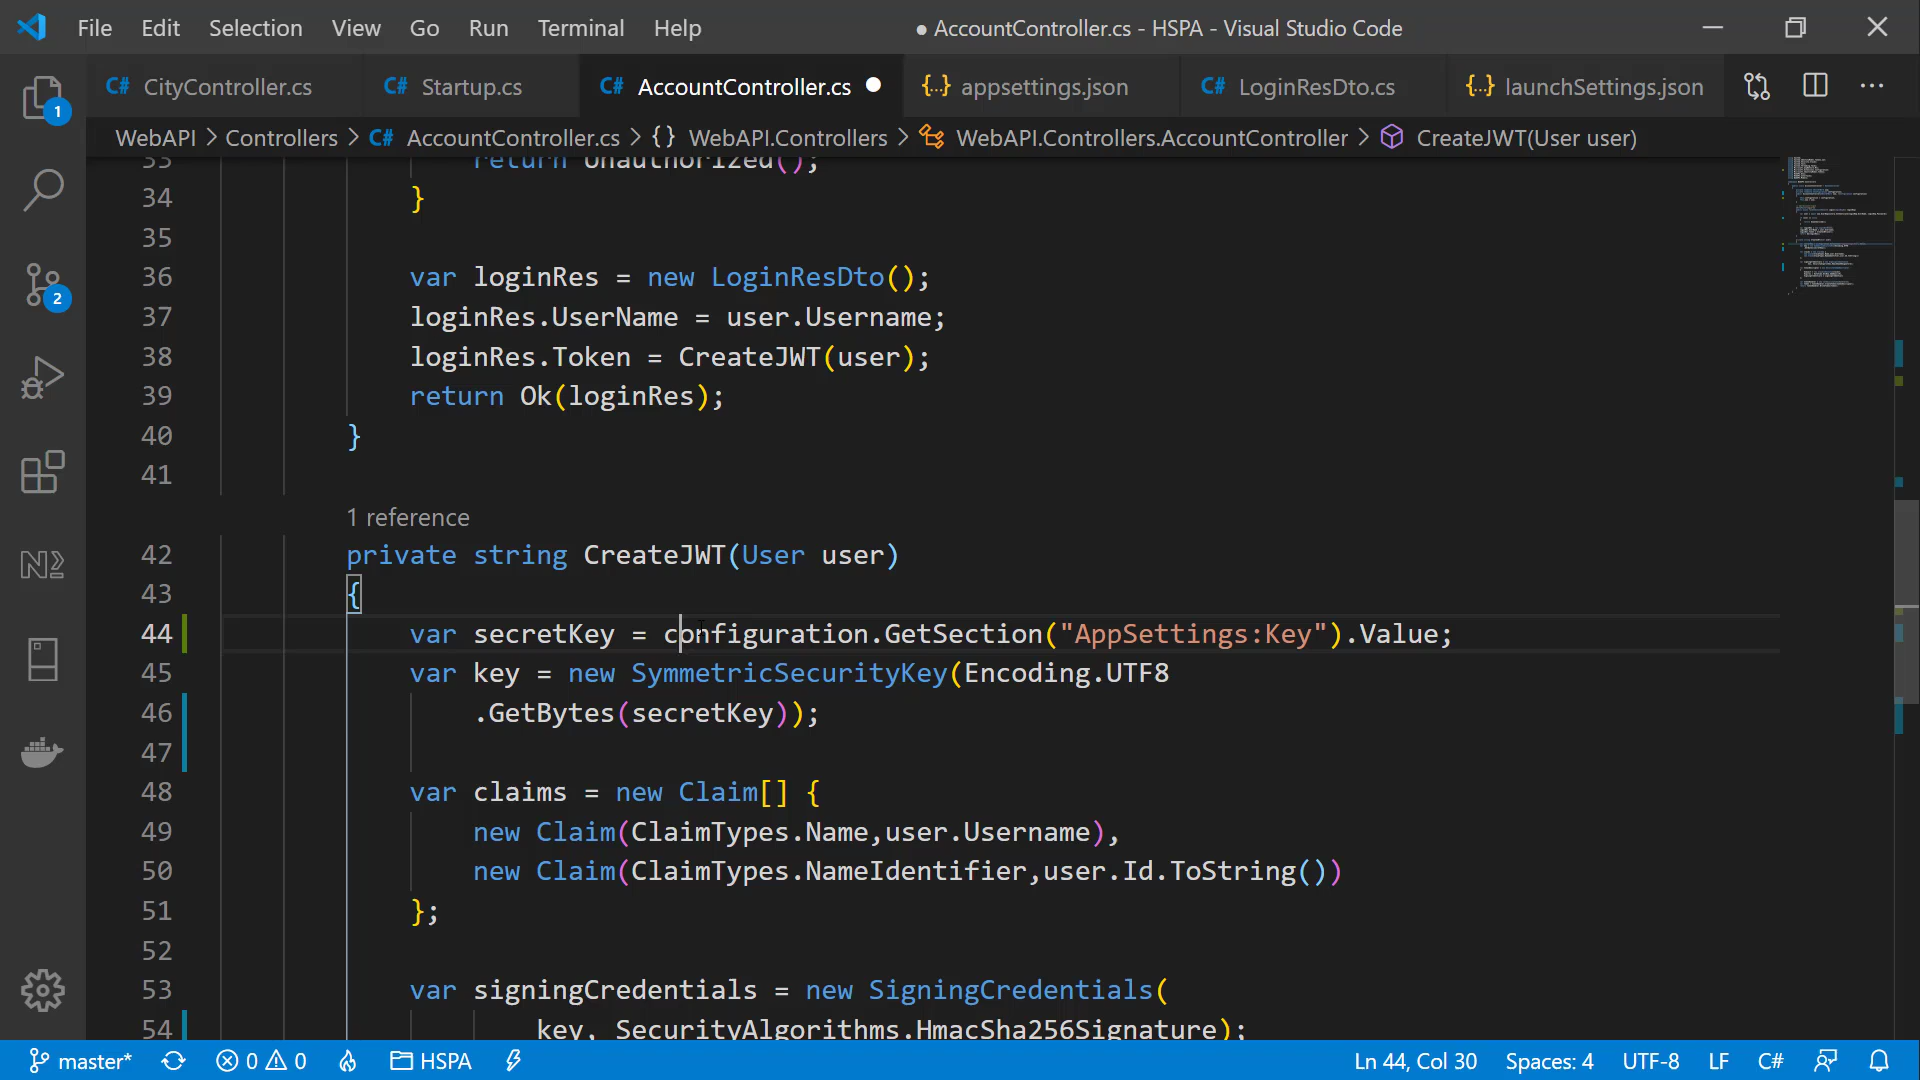 File Edit Selection View Go Run Terminal Help ● AccountController.cs - HSPA - Visual Studio Code
C# CityController.cs C# Startup.cs C# AccountController.cs {..} appsettings.json C# LoginResDto.cs {..} launchSettings.json ...
WebAPI > Controllers > C# AccountController.cs > {} WebAPI.Controllers > WebAPI.Controllers.AccountController > CreateJWT(User user)
33 return Unauthorized();
34 }
35
36 var loginRes = new LoginResDto();
37 loginRes.UserName = user.Username;
38 loginRes.Token = CreateJWT(user);
39 return Ok(loginRes);
40 }
41
1 reference
42 private string CreateJWT(User user)
43 {
44 var secretKey = configuration.GetSection("AppSettings:Key").Value;
45 var key = new SymmetricSecurityKey(Encoding.UTF8
46 .GetBytes(secretKey));
47
48 var claims = new Claim[] {
49 new Claim(ClaimTypes.Name,user.Username),
50 new Claim(ClaimTypes.NameIdentifier,user.Id.ToString())
51 };
52
53 var signingCredentials = new SigningCredentials(
54 key, SecurityAlgorithms.HmacSha256Signature);
1
2
master* 0 0 HSPA Ln 44, Col 30 Spaces: 4 UTF-8 LF C#